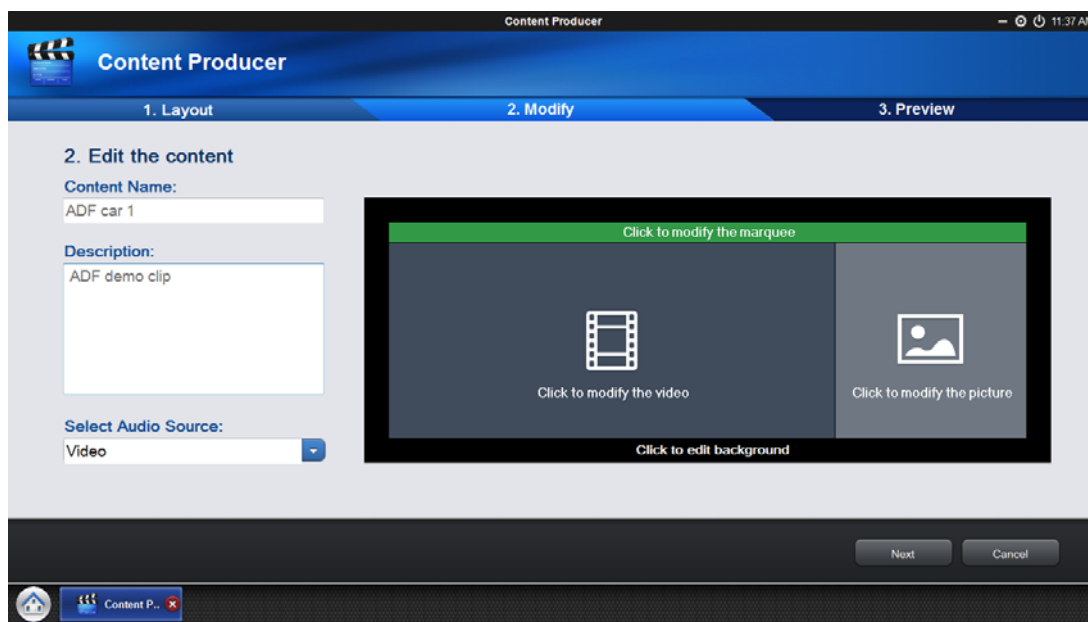 Content Producer
11:37 AM
Content Producer
1. Layout
2. Modify
3. Preview
2. Edit the content
Content Name:
ADF car 1
Description:
ADF demo clip
Select Audio Source:
Video
Click to modify the marquee
Click to modify the video
Click to modify the picture
Click to edit background
Next
Cancel
Content P..